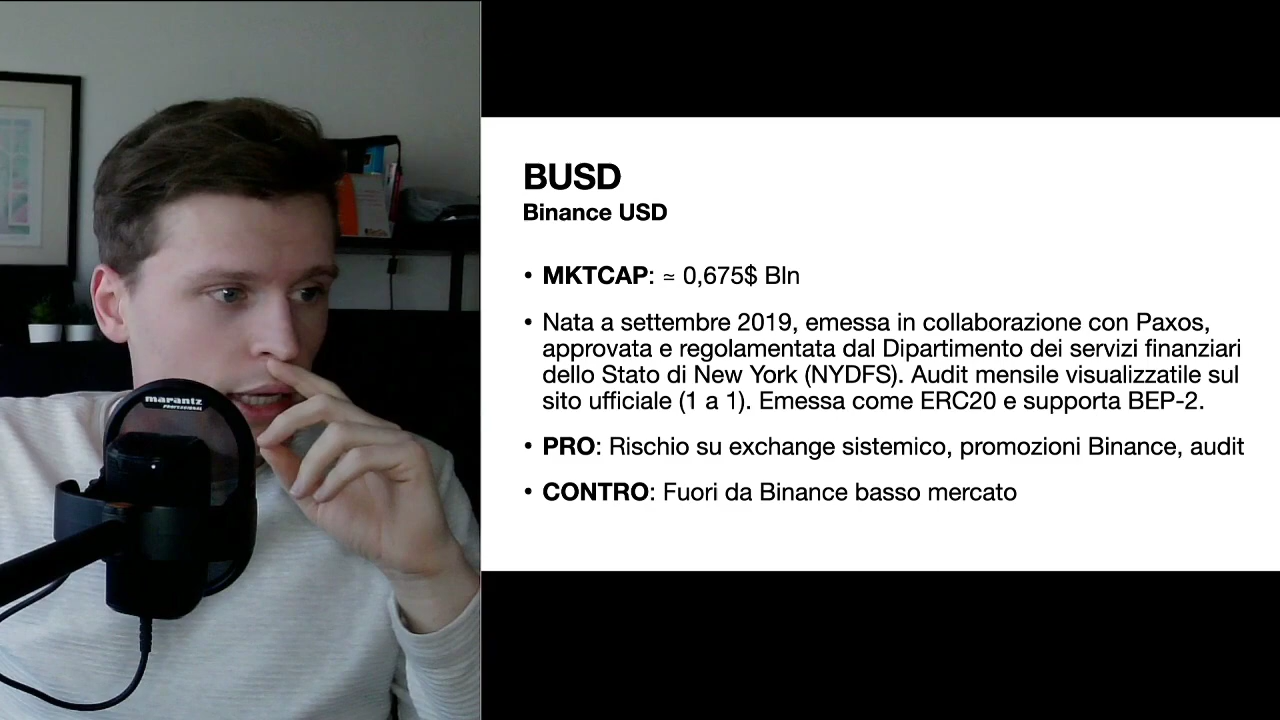 marantz
PROFESSIONAL
BUSD
Binance USD
• MKTCAP: ≃ 0,675$ Bln
• Nata a settembre 2019, emessa in collaborazione con Paxos,
approvata e regolamentata dal Dipartimento dei servizi finanziari
dello Stato di New York (NYDFS). Audit mensile visualizzatile sul
sito ufficiale (1 a 1). Emessa come ERC20 e supporta BEP-2.
• PRO: Rischio su exchange sistemico, promozioni Binance, audit
• CONTRO: Fuori da Binance basso mercato